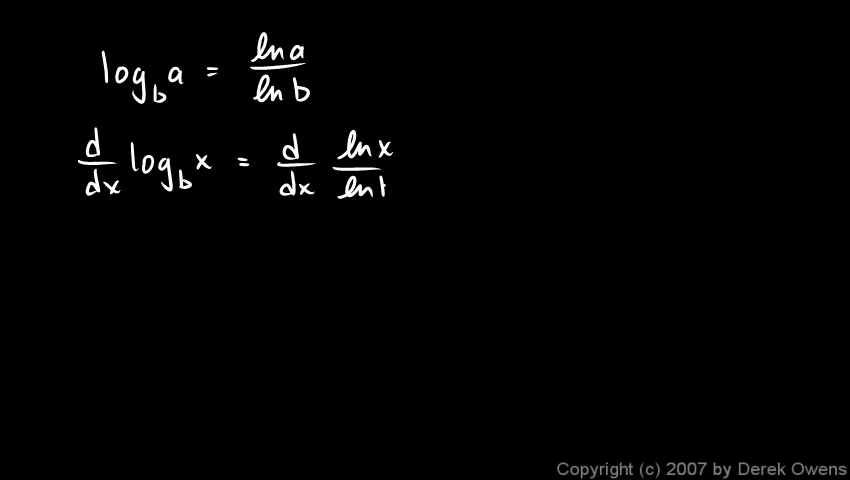 log_b a = ln a / ln b
d/dx log_b x = d/dx ln x / ln
Copyright (c) 2007 by Derek Owens